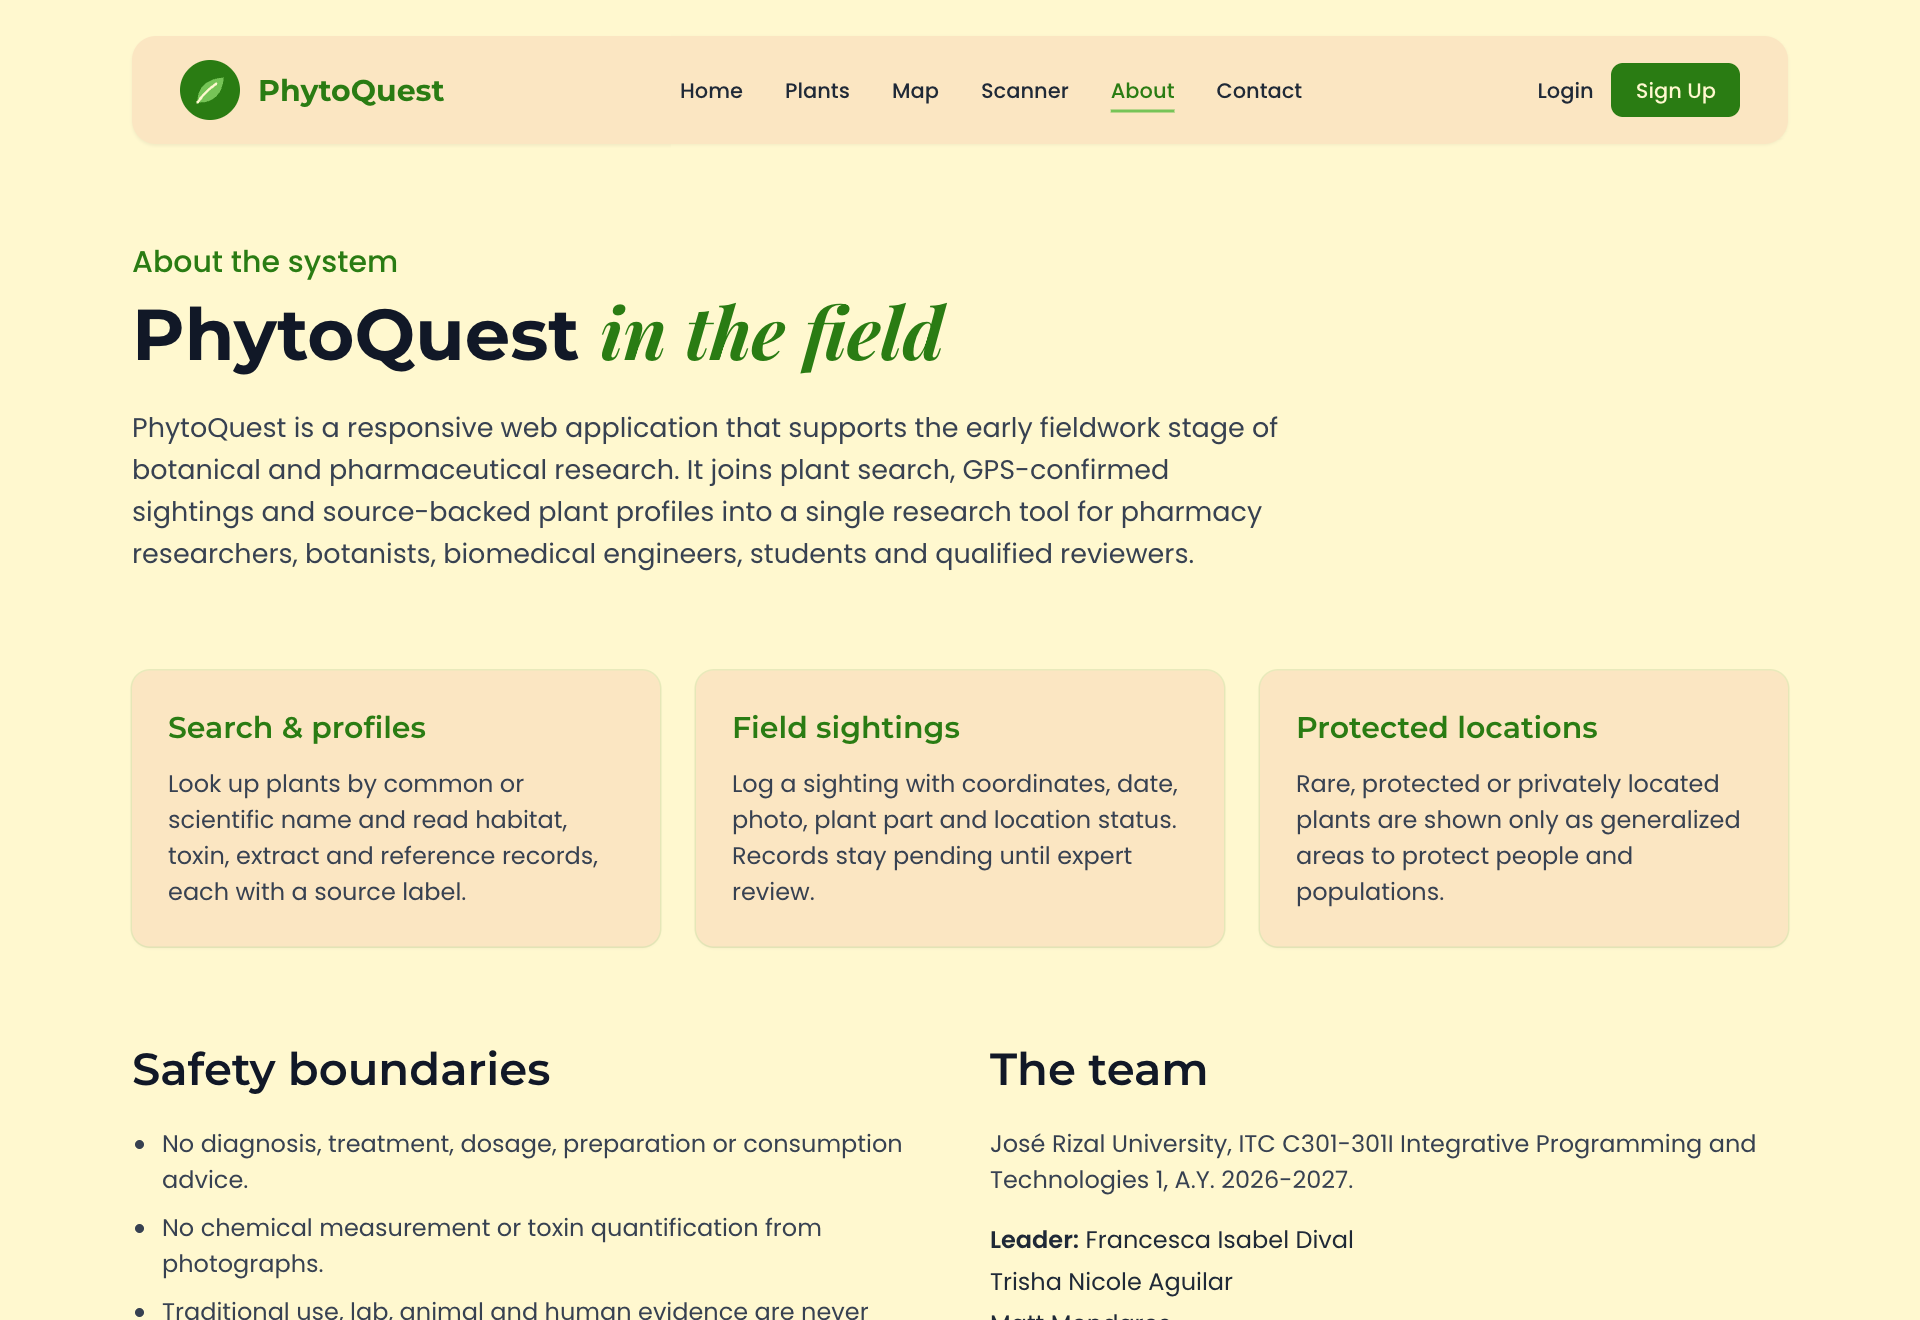 PhytoQuest
Home
Plants
Map
Scanner
About
Contact
Login
Sign Up
About the system
PhytoQuest in the field
PhytoQuest is a responsive web application that supports the early fieldwork stage of
botanical and pharmaceutical research. It joins plant search, GPS-confirmed
sightings and source-backed plant profiles into a single research tool for pharmacy
researchers, botanists, biomedical engineers, students and qualified reviewers.
Search & profiles
Look up plants by common or
scientific name and read habitat,
toxin, extract and reference records,
each with a source label.
Field sightings
Log a sighting with coordinates, date,
photo, plant part and location status.
Records stay pending until expert
review.
Protected locations
Rare, protected or privately located
plants are shown only as generalized
areas to protect people and
populations.
Safety boundaries
No diagnosis, treatment, dosage, preparation or consumption
advice.
No chemical measurement or toxin quantification from
photographs.
Traditional use, lab, animal and human evidence are never
The team
José Rizal University, ITC C301-301I Integrative Programming and
Technologies 1, A.Y. 2026-2027.
Leader: Francesca Isabel Dival
Trisha Nicole Aguilar